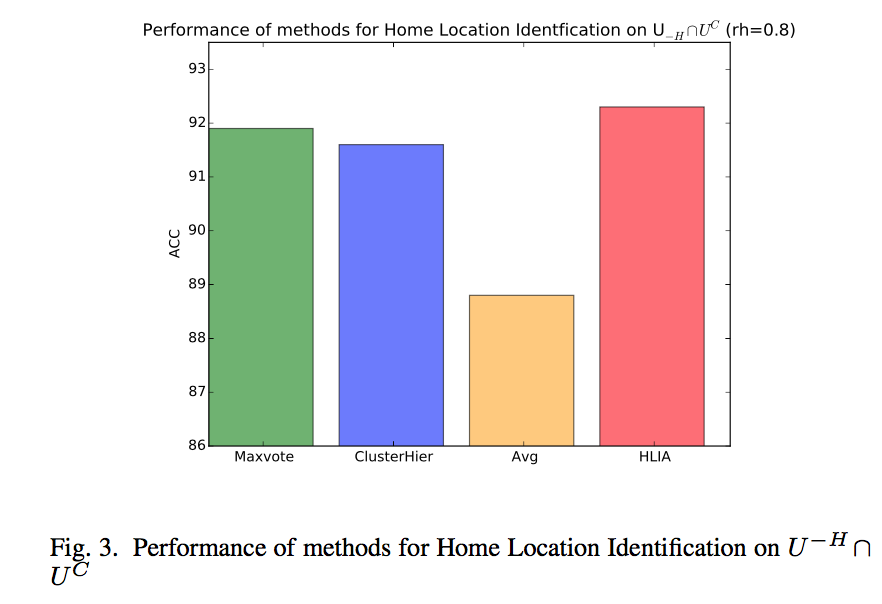 Performance of methods for Home Location Identfication on U₋H∩U^C (rh=0.8)
93
92
91
90
89
88
87
86
ACC
Maxvote ClusterHier Avg HLIA
Fig. 3. Performance of methods for Home Location Identification on U^−H ∩
U^C